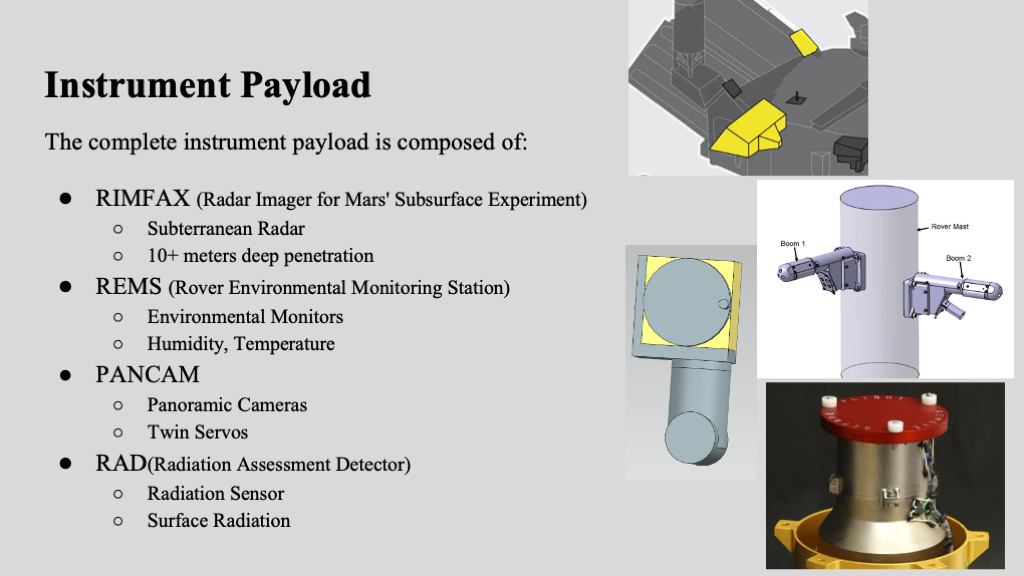 Instrument Payload
The complete instrument payload is composed of:
● RIMFAX (Radar Imager for Mars' Subsurface Experiment)
○ Subterranean Radar
○ 10+ meters deep penetration
● REMS (Rover Environmental Monitoring Station)
○ Environmental Monitors
○ Humidity, Temperature
● PANCAM
○ Panoramic Cameras
○ Twin Servos
● RAD(Radiation Assessment Detector)
○ Radiation Sensor
○ Surface Radiation
Rover Mast
Boom 1
Boom 2